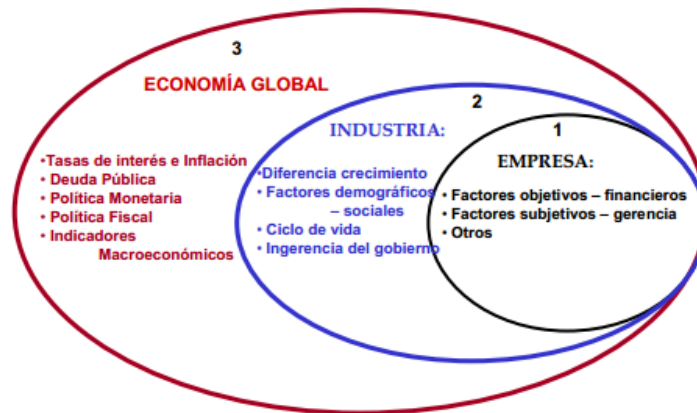 3
ECONOMÍA GLOBAL
•Tasas de interés e Inflación
• Deuda Pública
• Política Monetaria
• Política Fiscal
• Indicadores
Macroeconómicos
2
INDUSTRIA:
•Diferencia crecimiento
• Factores demográficos
– sociales
• Ciclo de vida
• Ingerencia del gobierno
1
EMPRESA:
• Factores objetivos – financieros
• Factores subjetivos – gerencia
• Otros